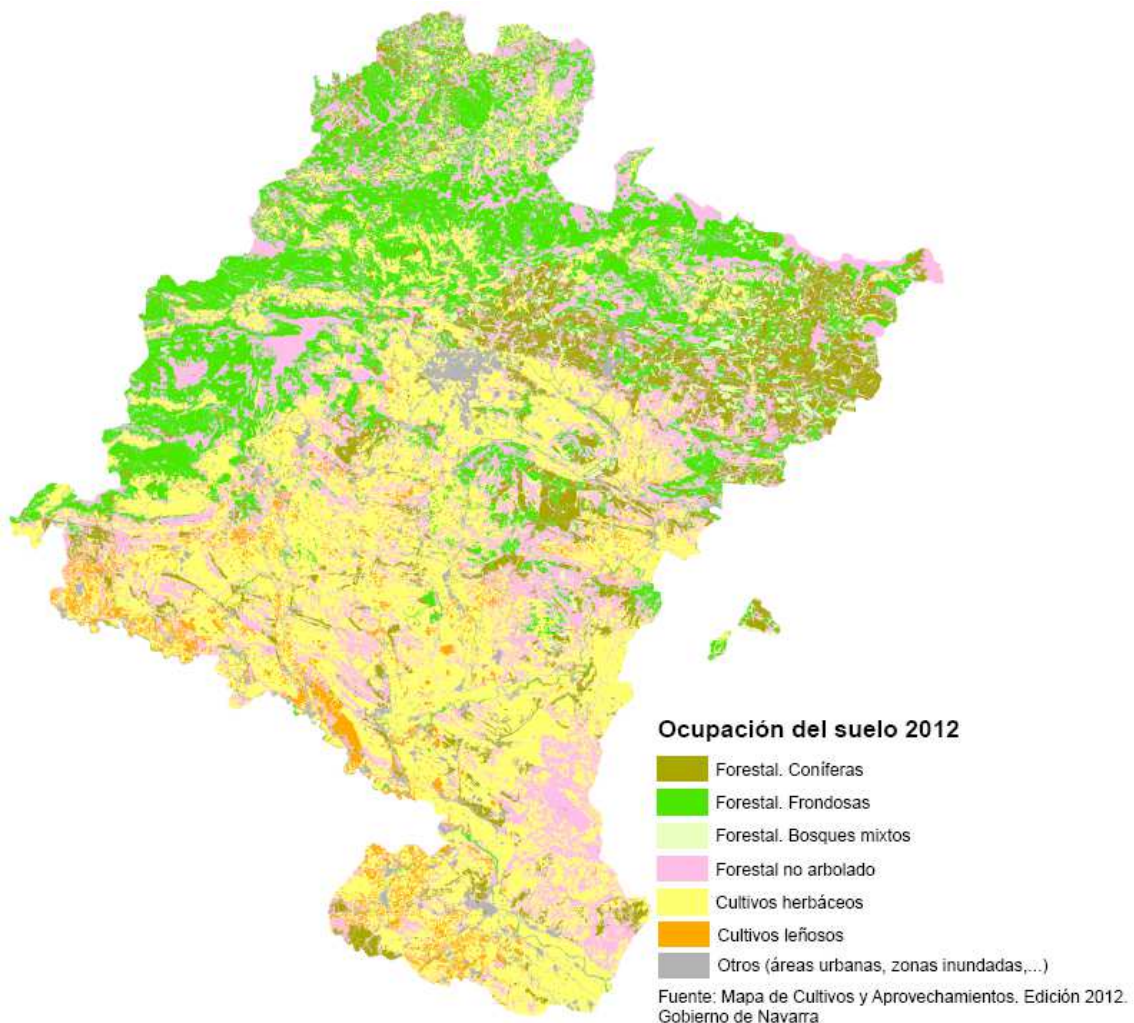 Ocupación del suelo 2012
Forestal. Coníferas
Forestal. Frondosas
Forestal. Bosques mixtos
Forestal no arbolado
Cultivos herbáceos
Cultivos leñosos
Otros (áreas urbanas, zonas inundadas,...)
Fuente: Mapa de Cultivos y Aprovechamientos. Edición 2012.
Gobierno de Navarra